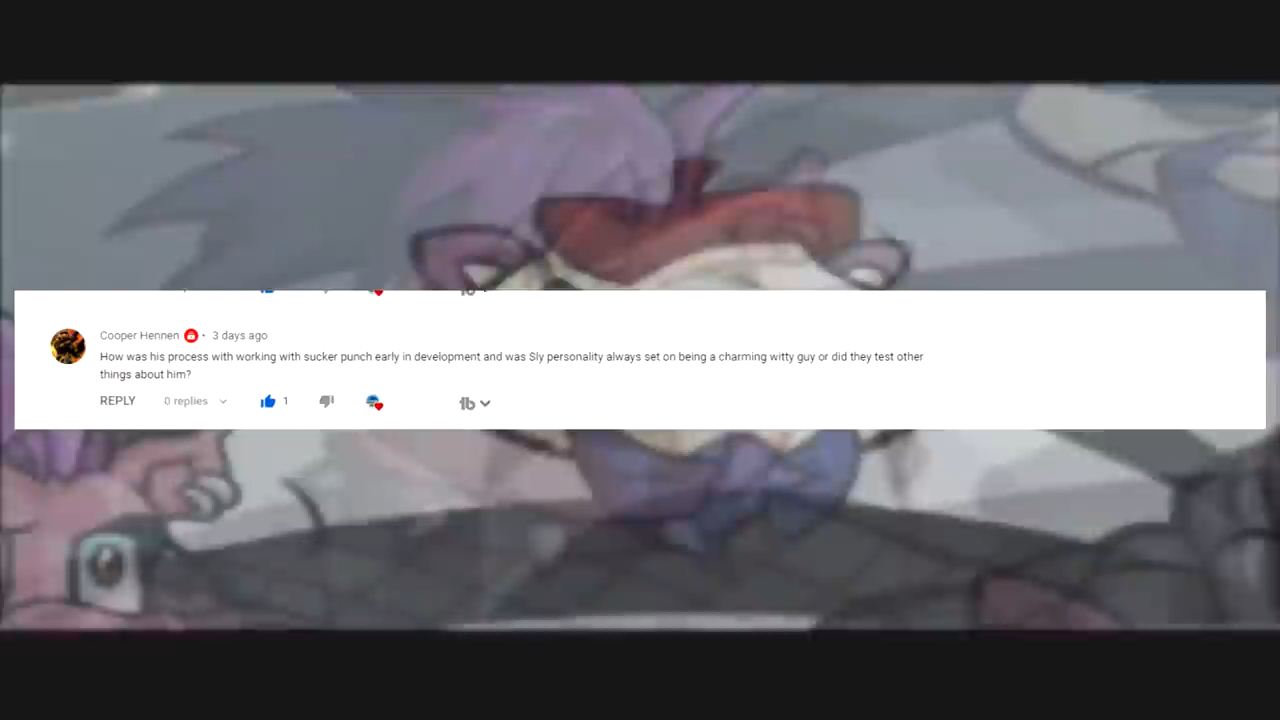 Cooper Hennen · 3 days ago
How was his process with working with sucker punch early in development and was Sly personality always set on being a charming witty guy or did they test other
things about him?
REPLY 0 replies 1